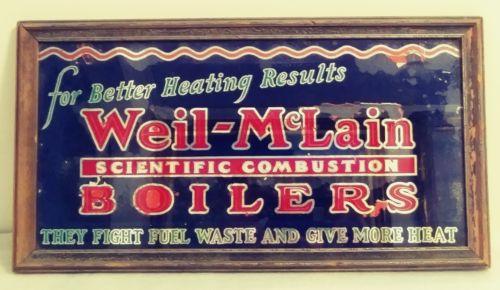 for Better Heating Results
Weil-McLain
SCIENTIFIC COMBUSTION
BOILERS
THEY FIGHT FUEL WASTE AND GIVE MORE HEAT